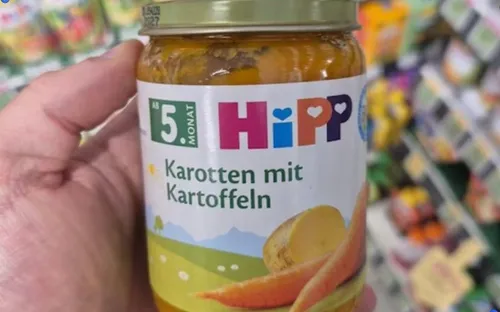 AB
5.
MONAT
HiPP
Karotten mit
Kartoffeln